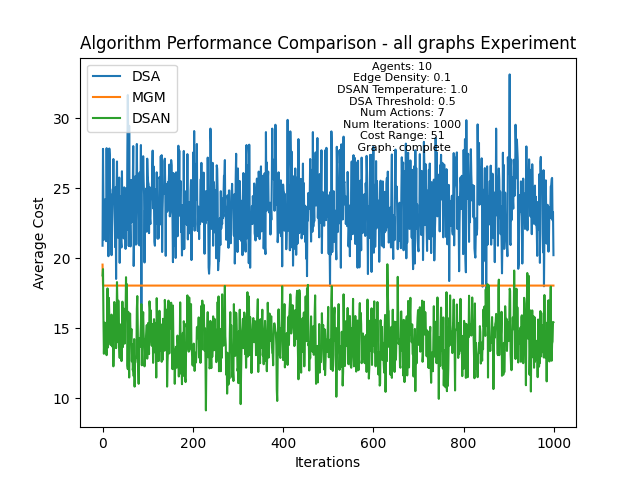 Algorithm Performance Comparison - all graphs Experiment
DSA
MGM
DSAN
Agents: 10
Edge Density: 0.1
DSAN Temperature: 1.0
DSA Threshold: 0.5
Num Actions: 7
Num Iterations: 1000
Cost Range: 51
Graph: complete
Average Cost
30
25
20
15
10
0
200
400
600
800
1000
Iterations